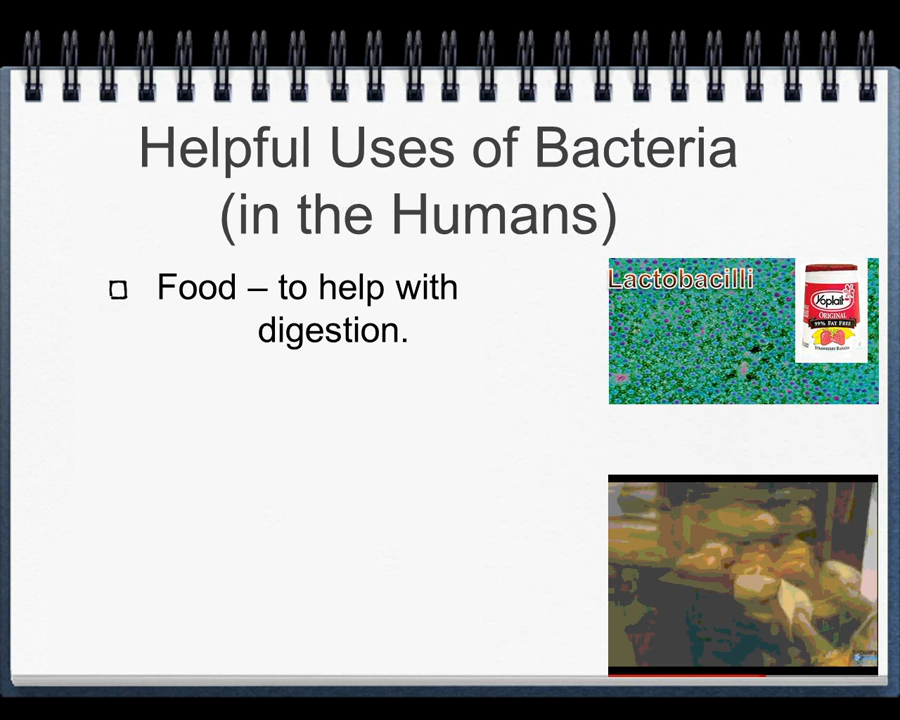 Helpful Uses of Bacteria
(in the Humans)
Food – to help with
digestion.
Lactobacilli
Yoplait
ORIGINAL
99% FAT FREE